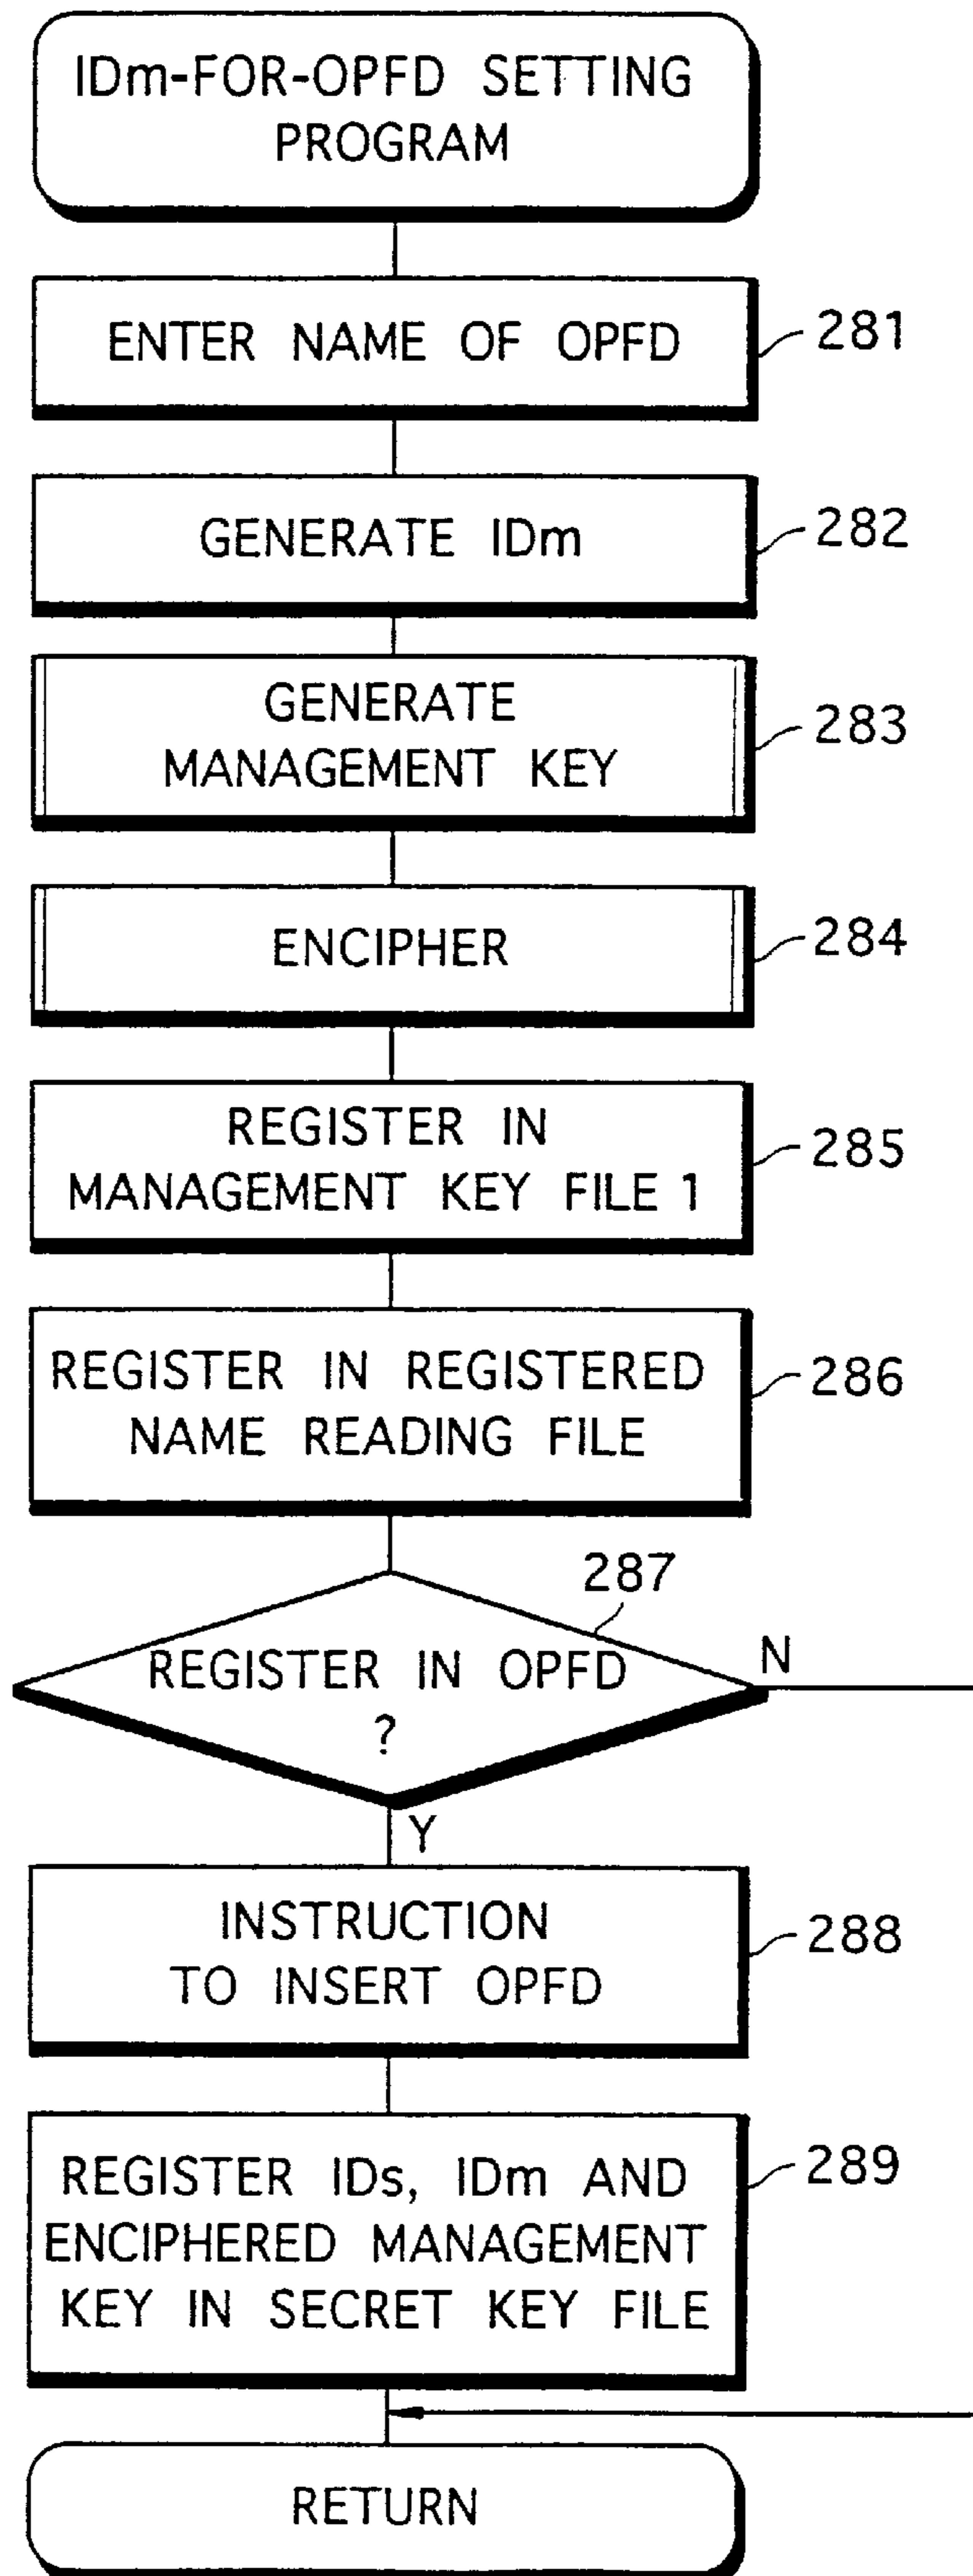 IDm-FOR-OPFD SETTING
PROGRAM
ENTER NAME OF OPFD
281
GENERATE IDm
282
GENERATE
MANAGEMENT KEY
283
ENCIPHER
284
REGISTER IN
MANAGEMENT KEY FILE 1
285
REGISTER IN REGISTERED
NAME READING FILE
286
287
REGISTER IN OPFD
?
N
Y
INSTRUCTION
TO INSERT OPFD
288
REGISTER IDs, IDm AND
ENCIPHERED MANAGEMENT
KEY IN SECRET KEY FILE
289
RETURN